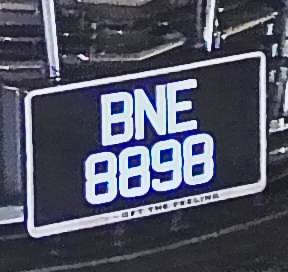 BNE
8898
GET THE FEELING